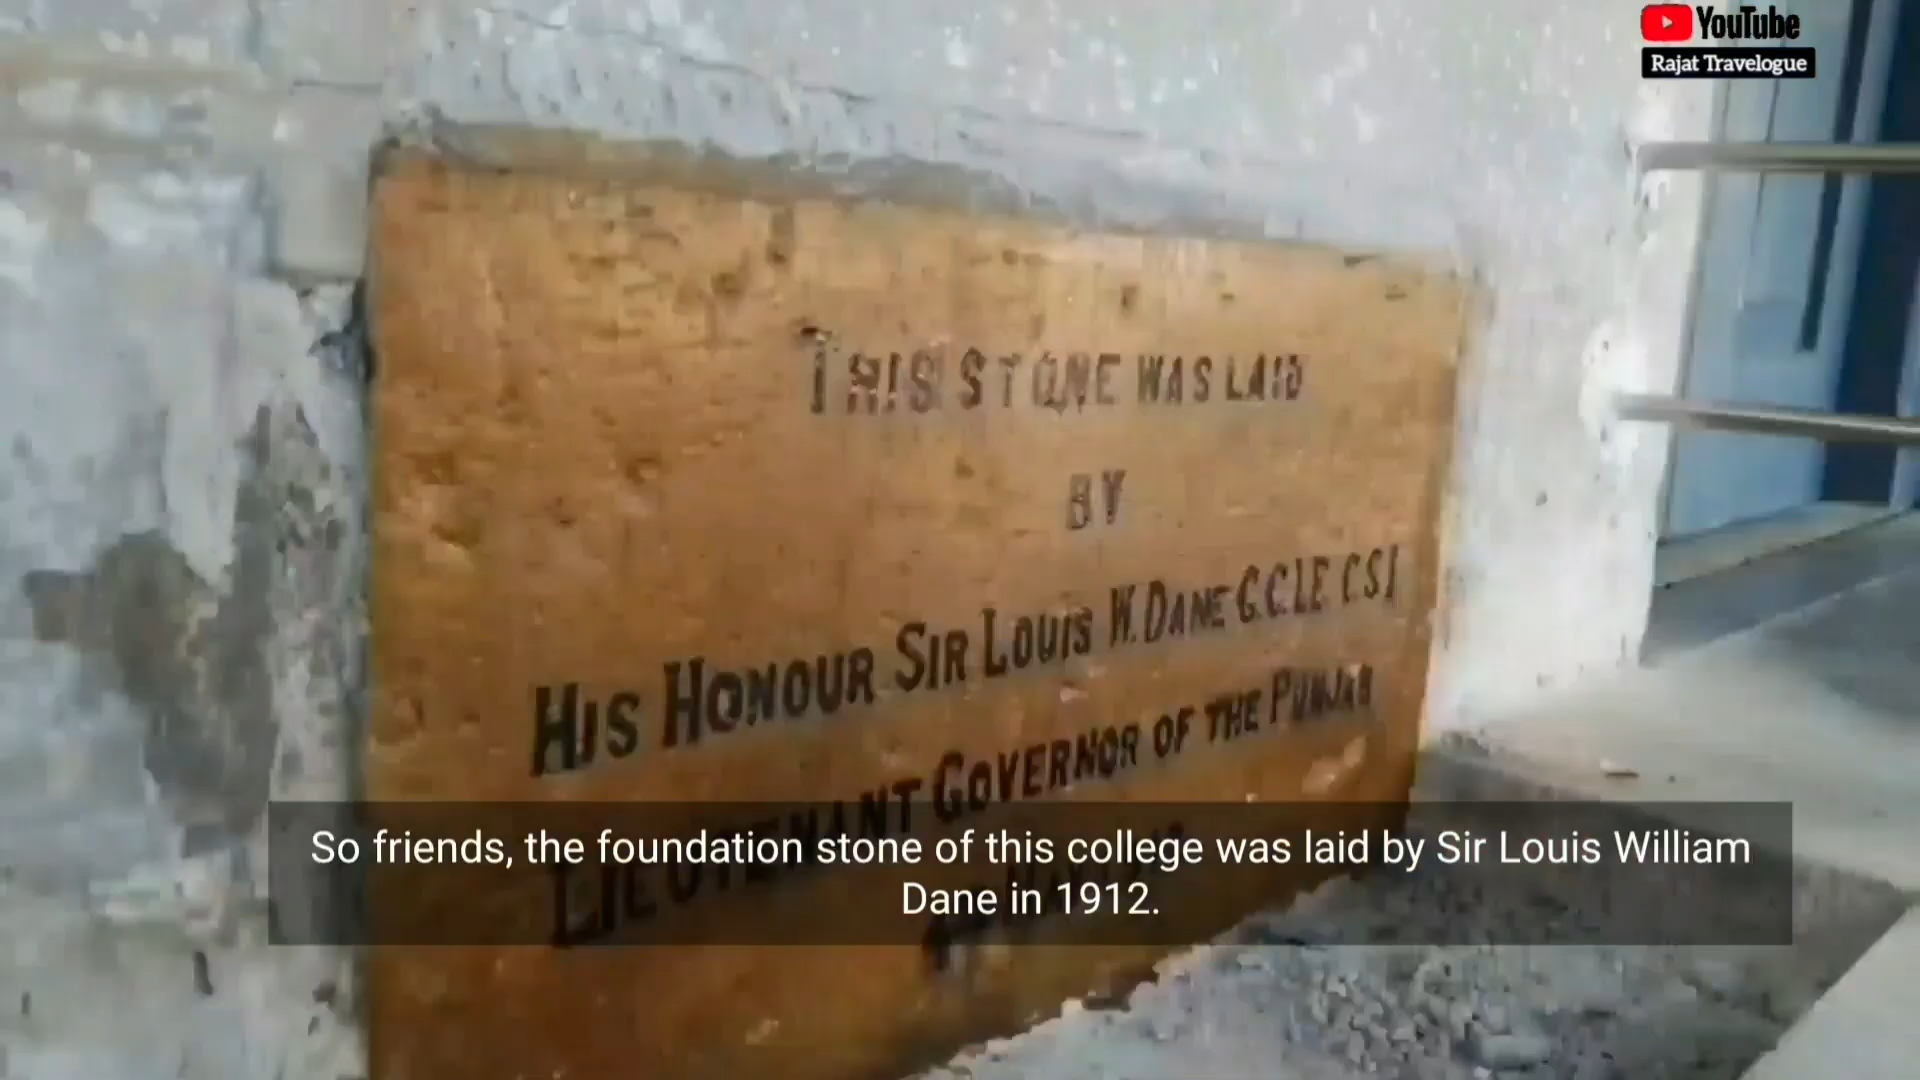 YouTube
Rajat Travelogue
THIS STONE WAS LAID
BY
HIS HONOUR SIR LOUIS W. DANE G.C.I.E. C.S.I
LIEUTENANT GOVERNOR OF THE PUNJAB
So friends, the foundation stone of this college was laid by Sir Louis William
Dane in 1912.